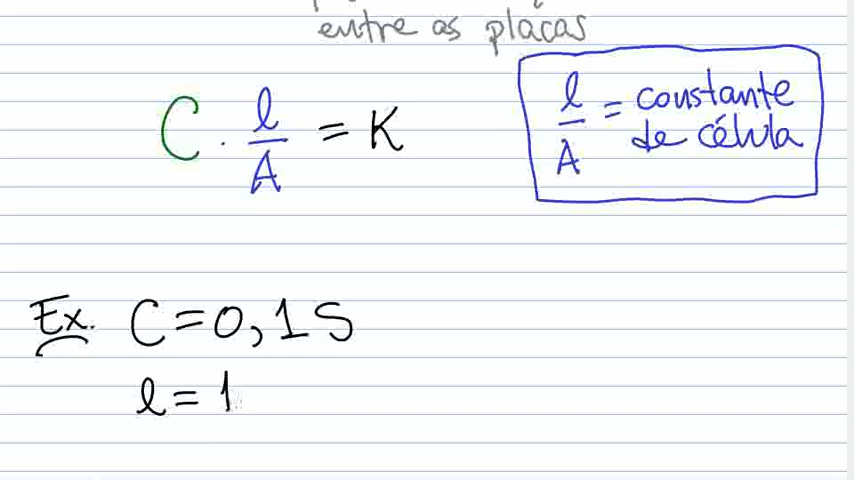 entre as placas
C · l/A = K
l/A = constante de célula
Ex. C = 0,1 S
l = 1